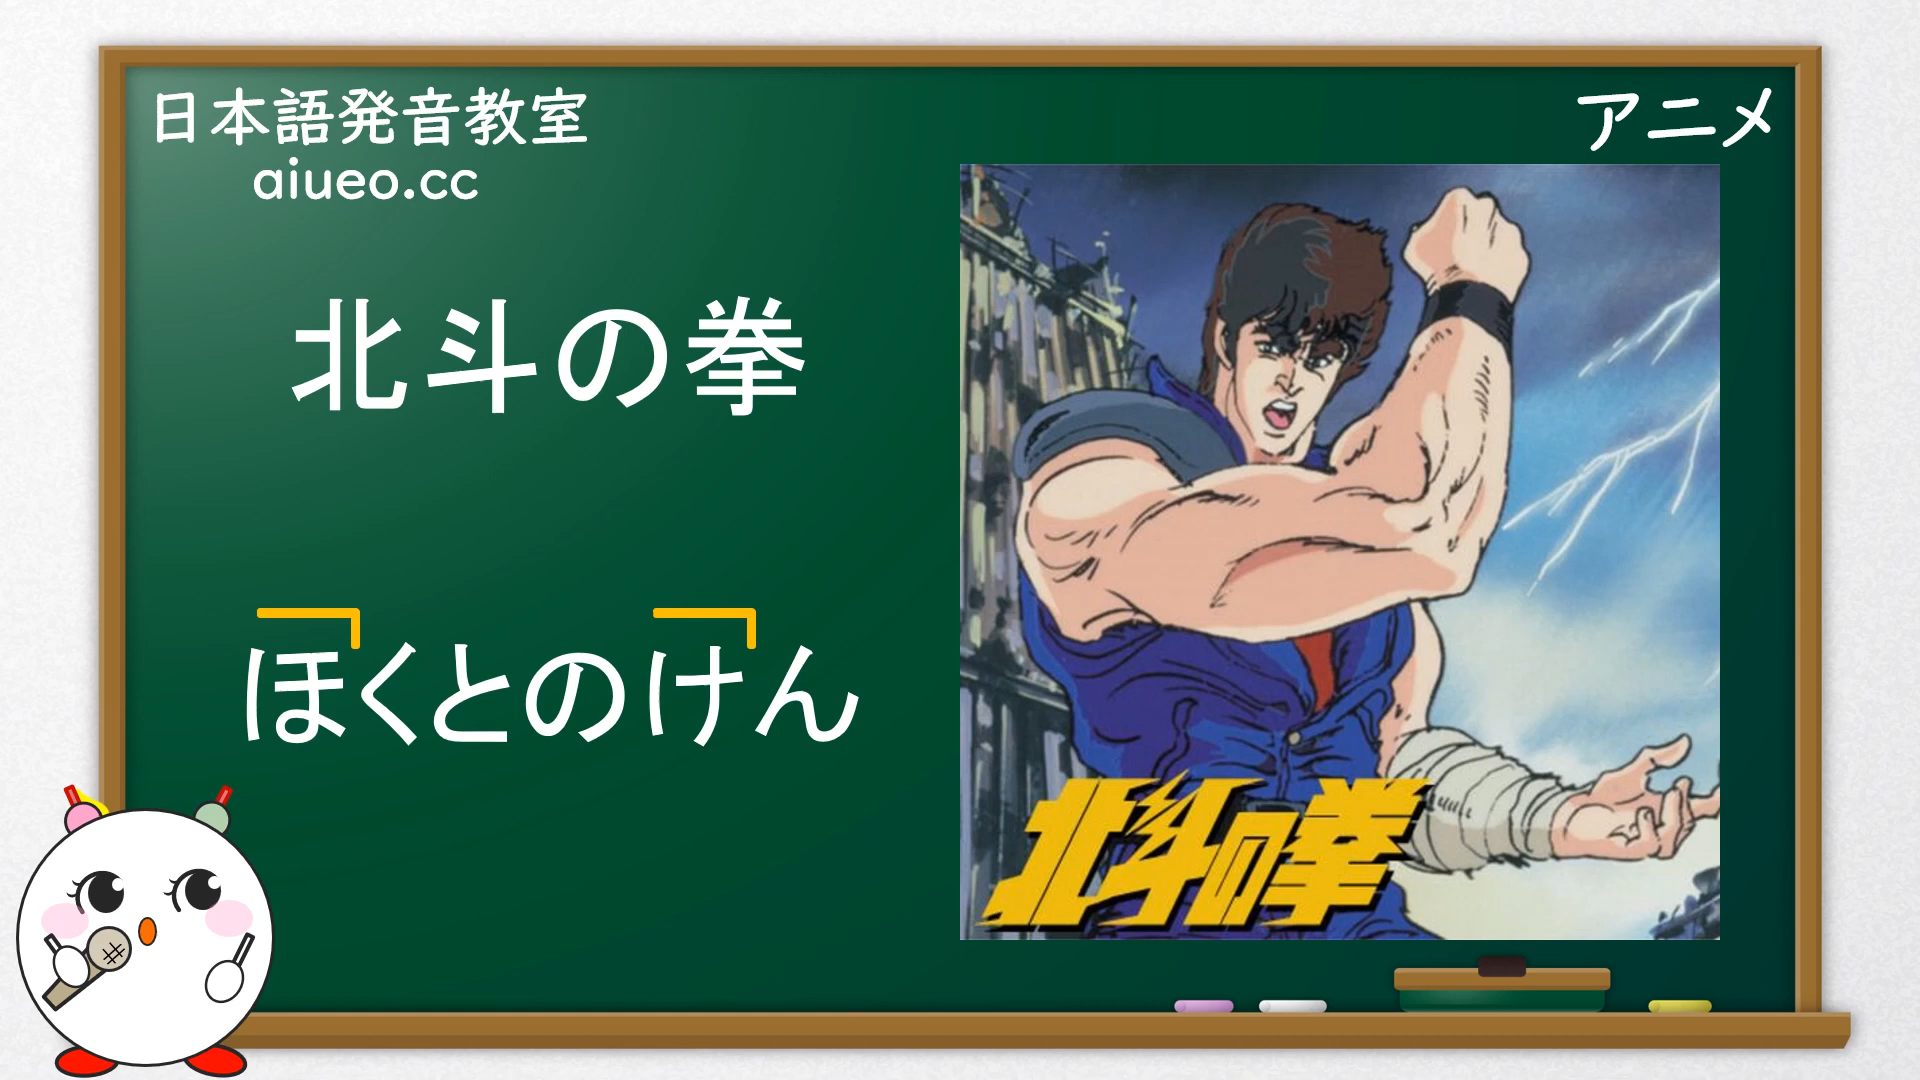 日本語発音教室
aiueo.cc
アニメ
北斗の拳
ほくとのけん
北斗の拳